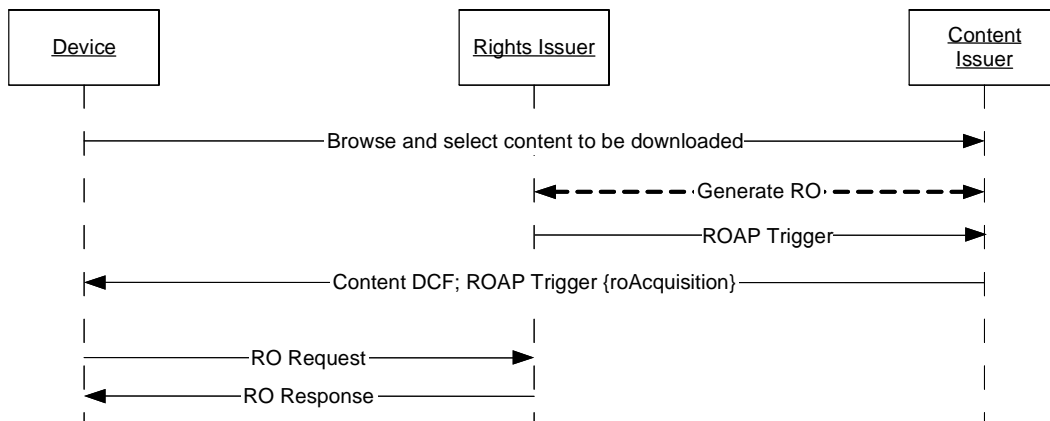 Device
Rights Issuer
Content
Issuer
Browse and select content to be downloaded
Generate RO
ROAP Trigger
Content DCF; ROAP Trigger {roAcquisition}
RO Request
RO Response